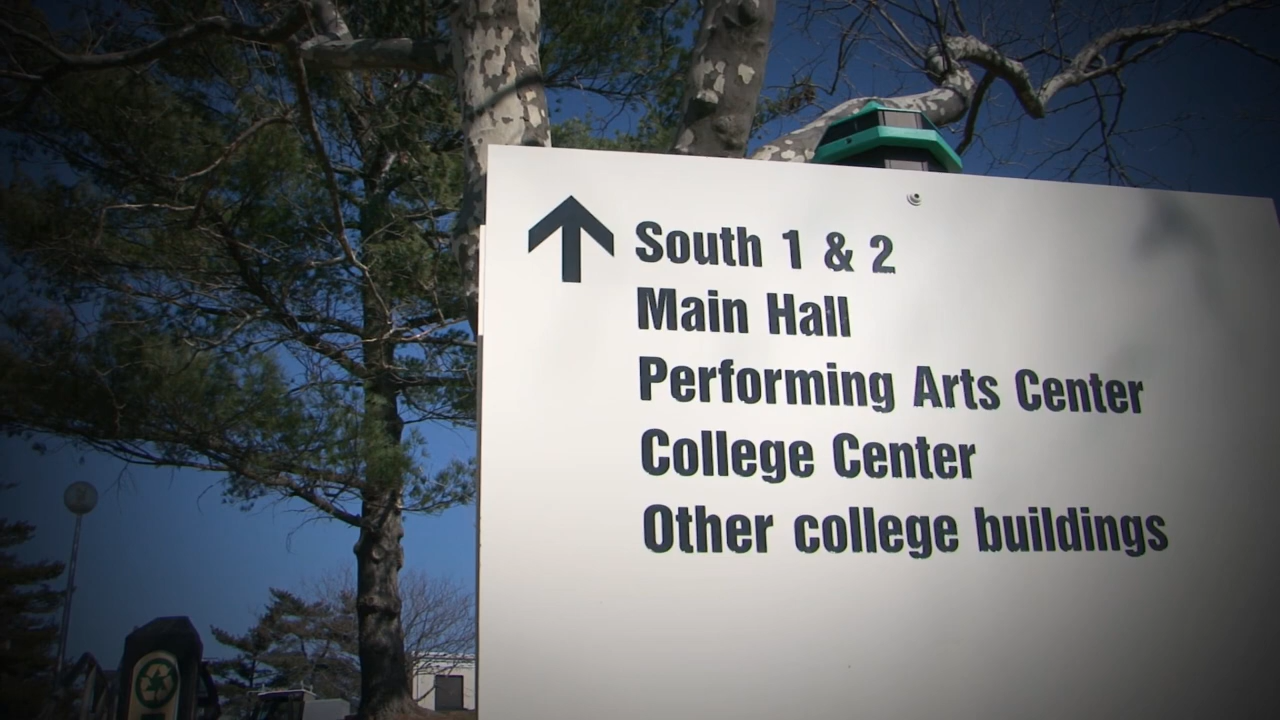 South 1 & 2
Main Hall
Performing Arts Center
College Center
Other college buildings